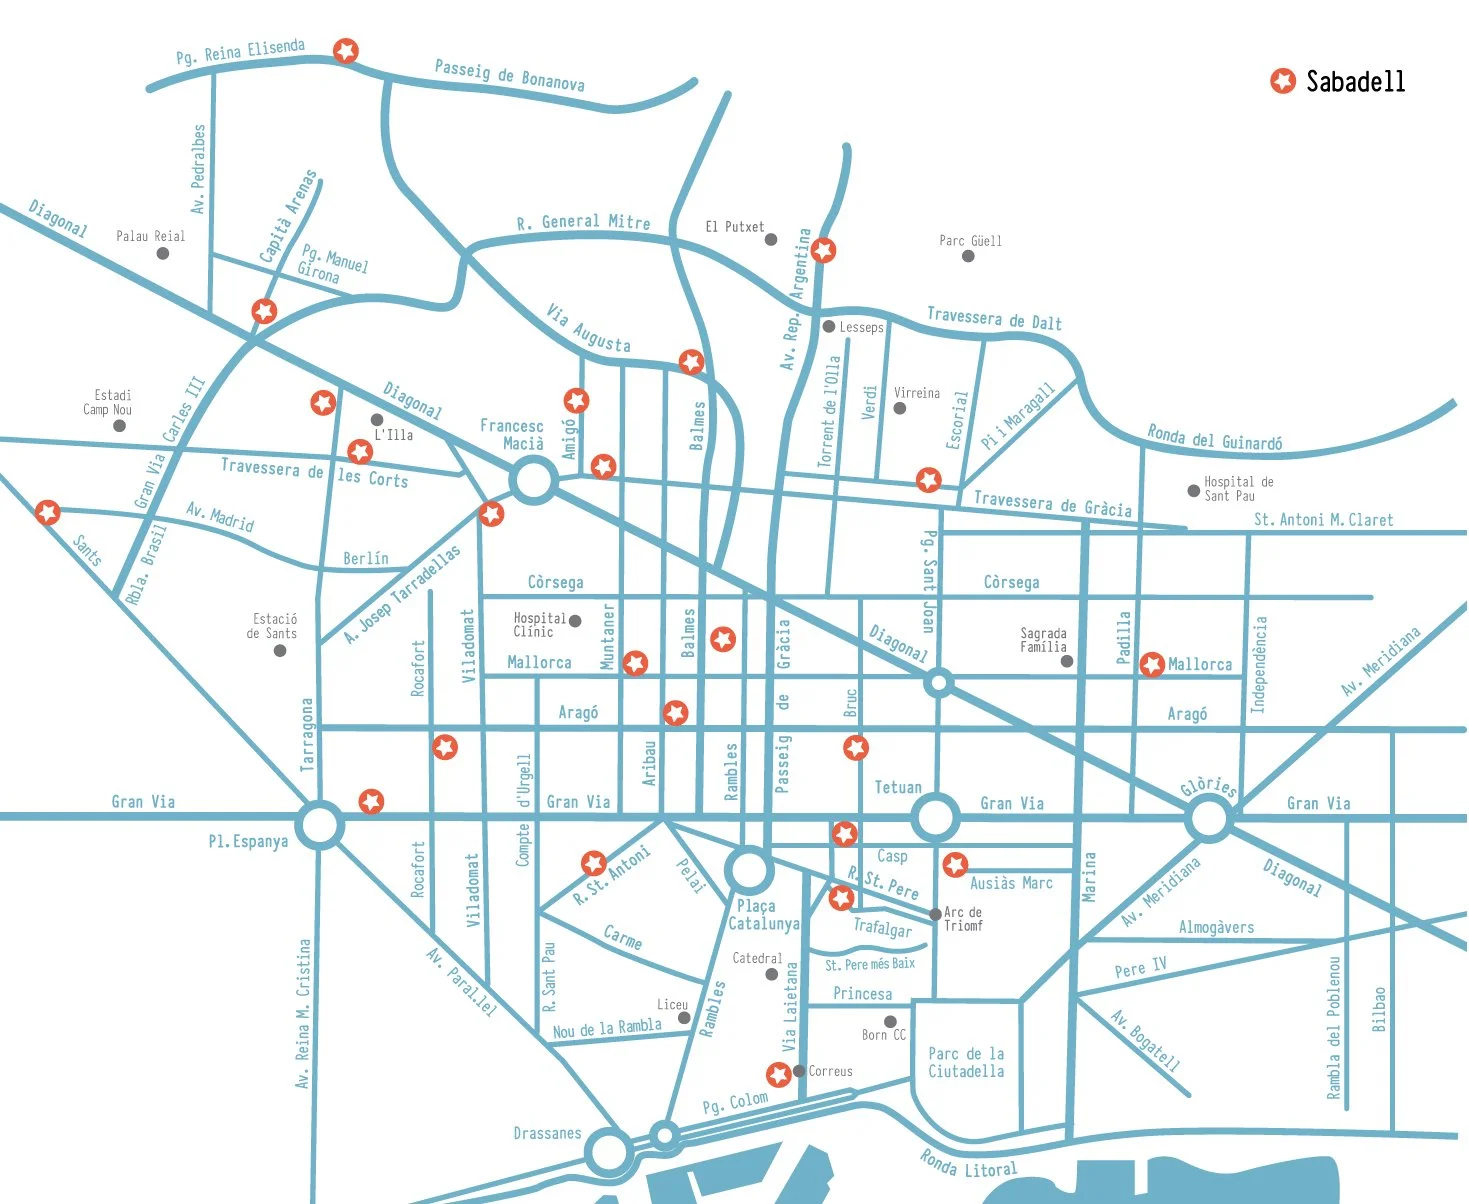 Pg. Reina Elisenda
Passeig de Bonanova
Sabadell
Av. Pedralbes
Diagonal
Palau Reial
Capità Arenas
Pg. Manuel
Girona
R. General Mitre
El Putxet
Av. Rep. Argentina
Parc Güell
Via Augusta
Lesseps
Travessera de Dalt
Estadi
Camp Nou
Gran Via Carles III
Diagonal
L'Illa
Francesc
Macià
Amigó
Balmes
Torrent de l'Olla
Verdi
Virreina
Escorial
Pi i Maragall
Ronda del Guinardó
Travessera de les Corts
Hospital de
Sant Pau
Travessera de Gràcia
St. Antoni M. Claret
Sants
Av. Madrid
Rbla. Brasil
Berlín
A. Josep Tarradellas
Còrsega
Pg. Sant Joan
Còrsega
Estació
de Sants
Rocafort
Viladomat
Hospital
Clínic
Muntaner
Balmes
Passeig de Gràcia
Diagonal
Sagrada
Família
Padilla
Independència
Av. Meridiana
Mallorca
Mallorca
Tarragona
Aragó
Bruc
Aragó
Aribau
Rambles
Compte d'Urgell
Tetuan
Glòries
Gran Via
Gran Via
Gran Via
Gran Via
Pl. Espanya
Rocafort
Viladomat
R. St. Antoni
Pelai
Casp
R. St. Pere
Ausiàs Marc
Marina
Av. Meridiana
Diagonal
Plaça
Catalunya
Arc de
Triomf
Trafalgar
Almogàvers
Carme
Catedral
St. Pere més Baix
Pere IV
Av. Reina M. Cristina
Av. Paral.lel
R. Sant Pau
Liceu
Rambles
Via Laietana
Princesa
Born CC
Nou de la Rambla
Parc de la
Ciutadella
Av. Bogatell
Rambla del Poblenou
Bilbao
Correus
Pg. Colom
Drassanes
Ronda Litoral